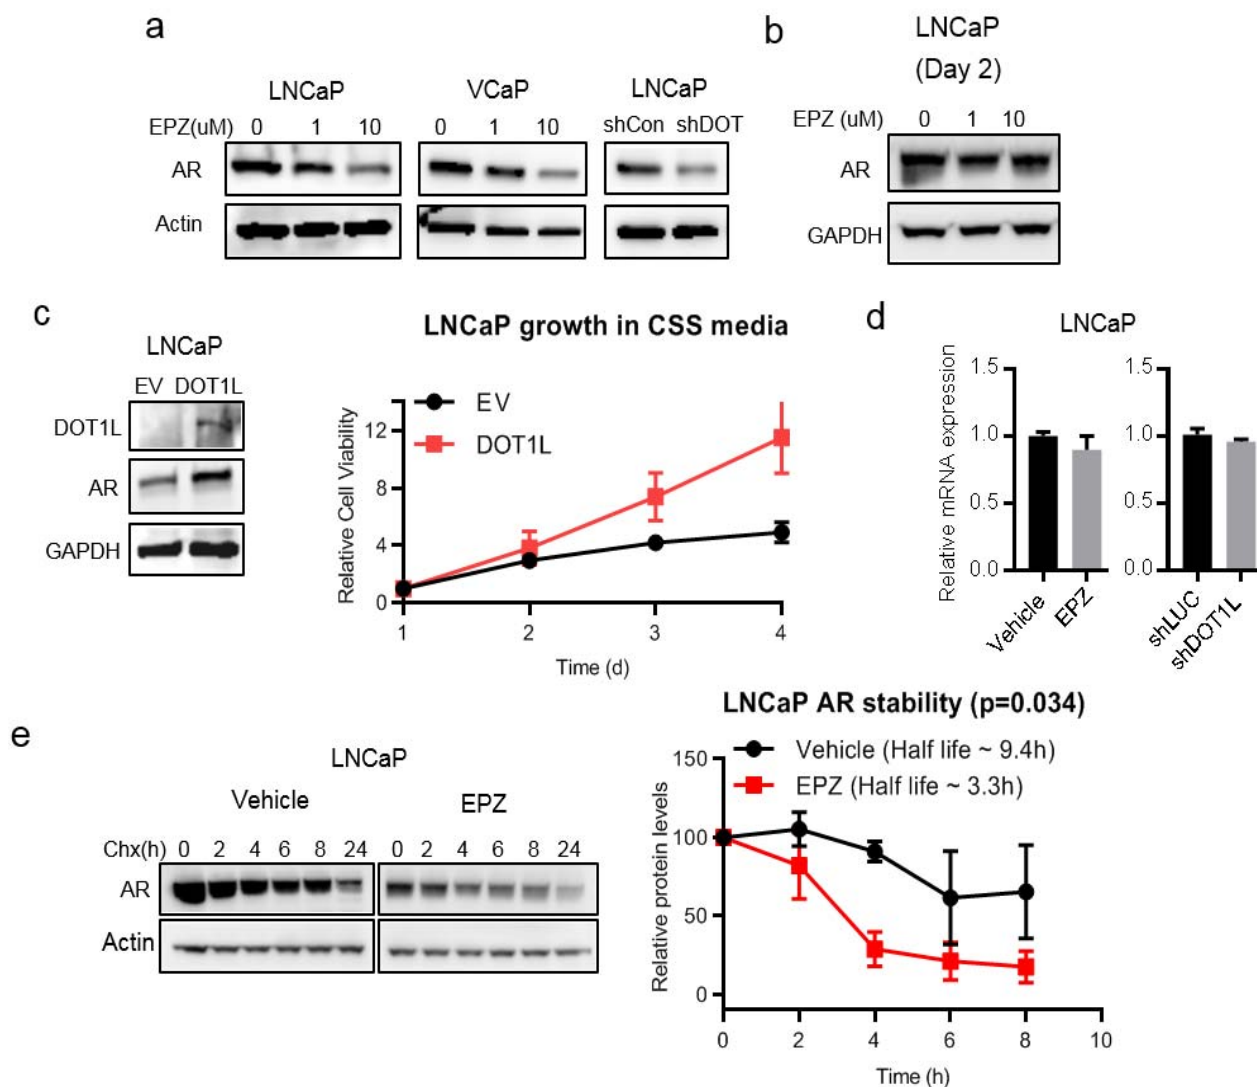 a
LNCaP
EPZ(uM) 0 1 10
AR
Actin
VCaP
0 1 10
LNCaP
shCon shDOT
b
LNCaP
(Day 2)
EPZ (uM) 0 1 10
AR
GAPDH
c
LNCaP
EV DOT1L
DOT1L
AR
GAPDH
LNCaP growth in CSS media
EV
DOT1L
Relative Cell Viability
12
8
4
0
1 2 3 4
Time (d)
d
LNCaP
Relative mRNA expression
1.5
1.0
0.5
0.0
Vehicle
EPZ
1.5
1.0
0.5
0.0
shLUC
shDOT1L
e
LNCaP
Vehicle EPZ
Chx(h) 0 2 4 6 8 24 0 2 4 6 8 24
AR
Actin
LNCaP AR stability (p=0.034)
Vehicle (Half life ~ 9.4h)
EPZ (Half life ~ 3.3h)
Relative protein levels
150
100
50
0
0 2 4 6 8 10
Time (h)